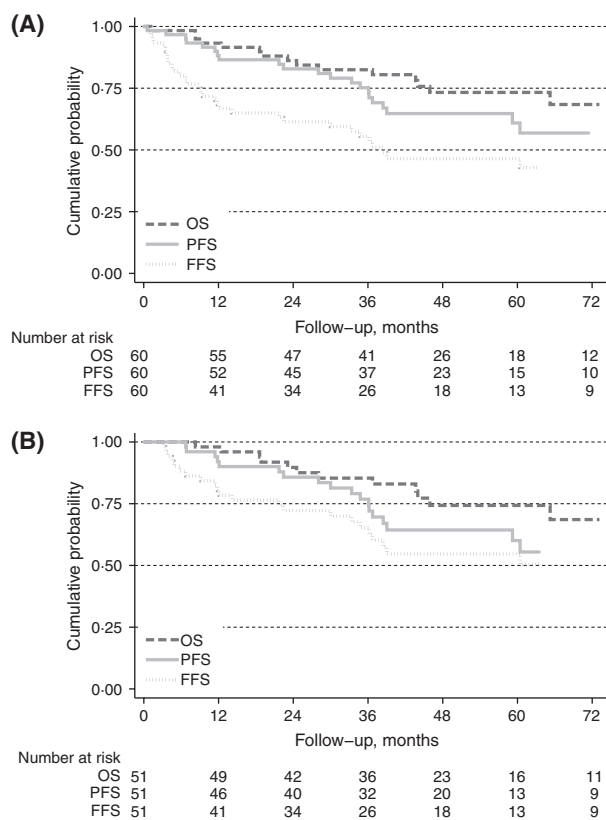 (A)
Cumulative probability
1·00
0·75
0·50
0·25
0·00
OS
PFS
FFS
0 12 24 36 48 60 72
Follow-up, months
Number at risk
OS 60 55 47 41 26 18 12
PFS 60 52 45 37 23 15 10
FFS 60 41 34 26 18 13 9
(B)
Cumulative probability
1·00
0·75
0·50
0·25
0·00
OS
PFS
FFS
0 12 24 36 48 60 72
Follow-up, months
Number at risk
OS 51 49 42 36 23 16 11
PFS 51 46 40 32 20 13 9
FFS 51 41 34 26 18 13 9